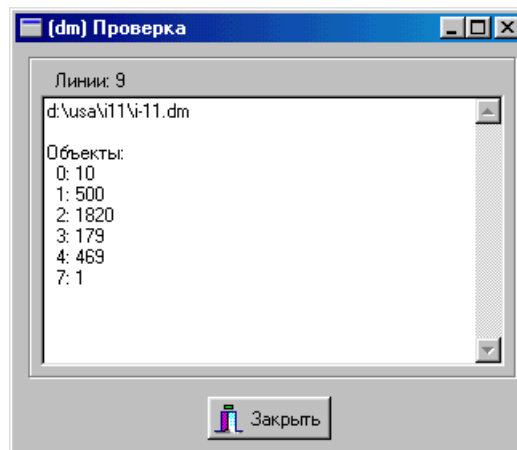 (dm) Проверка
Линии: 9
d:\usa\i11\i-11.dm
Объекты:
0: 10
1: 500
2: 1820
3: 179
4: 469
7: 1
Закрыть